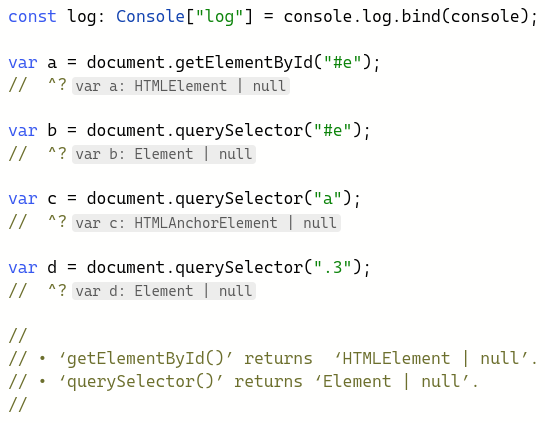 const log: Console["log"] = console.log.bind(console);
var a = document.getElementById("#e");
//  ^? var a: HTMLElement | null
var b = document.querySelector("#e");
//  ^? var b: Element | null
var c = document.querySelector("a");
//  ^? var c: HTMLAnchorElement | null
var d = document.querySelector(".3");
//  ^? var d: Element | null
//
// • ‘getElementById()’ returns  ‘HTMLElement | null’.
// • ‘querySelector()’ returns ‘Element | null’.
//